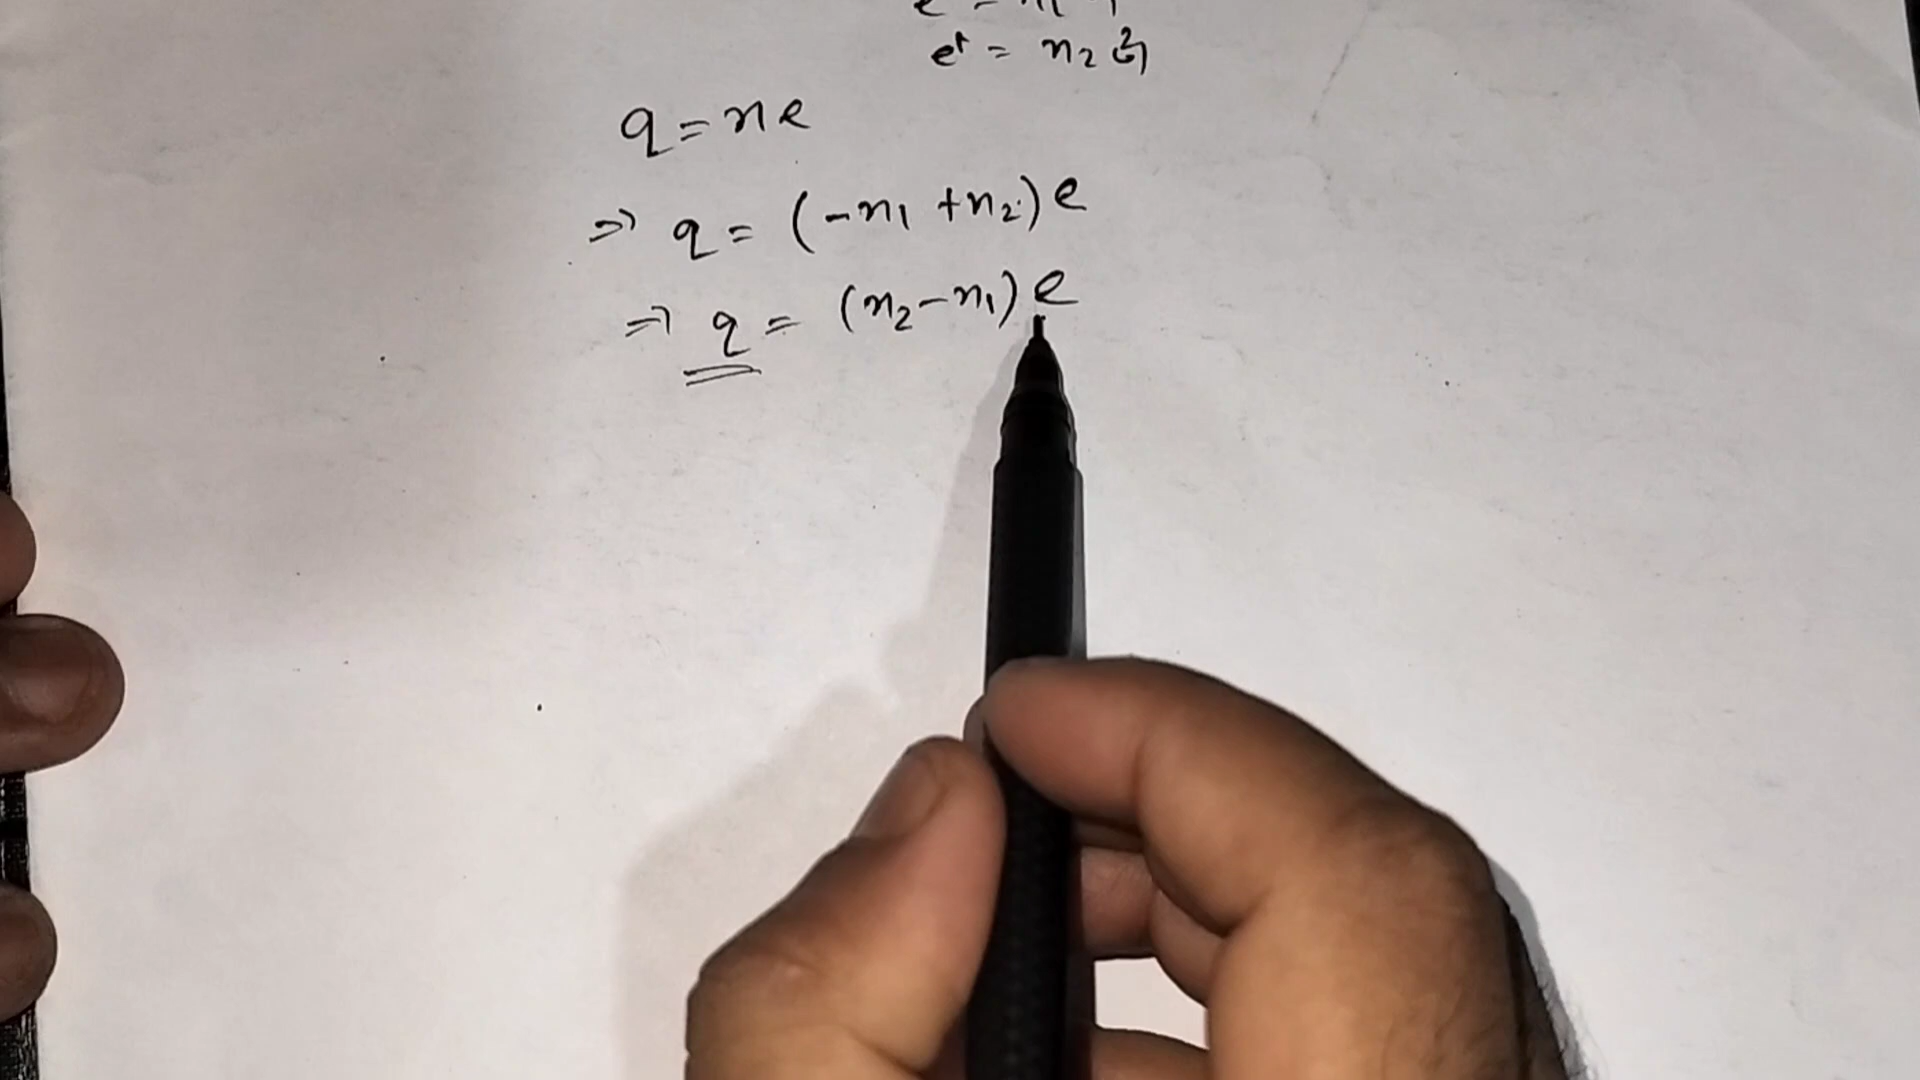 e⁺ = n₂ টি
q = ne
⇒ q = (-n₁ + n₂) e
⇒ q = (n₂ - n₁) e